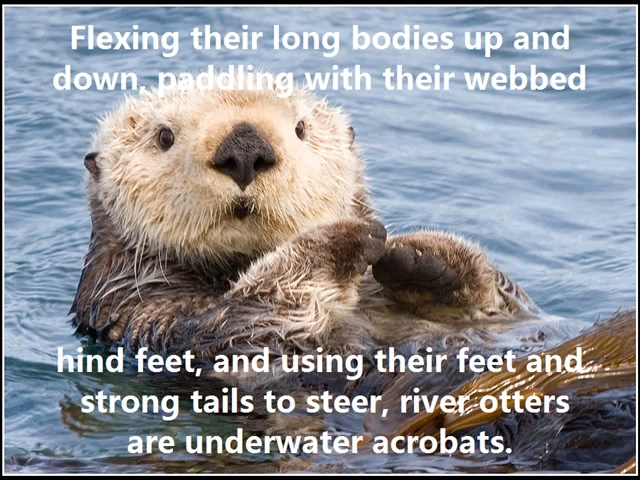 Flexing their long bodies up and
down, paddling with their webbed
hind feet, and using their feet and
strong tails to steer, river otters
are underwater acrobats.